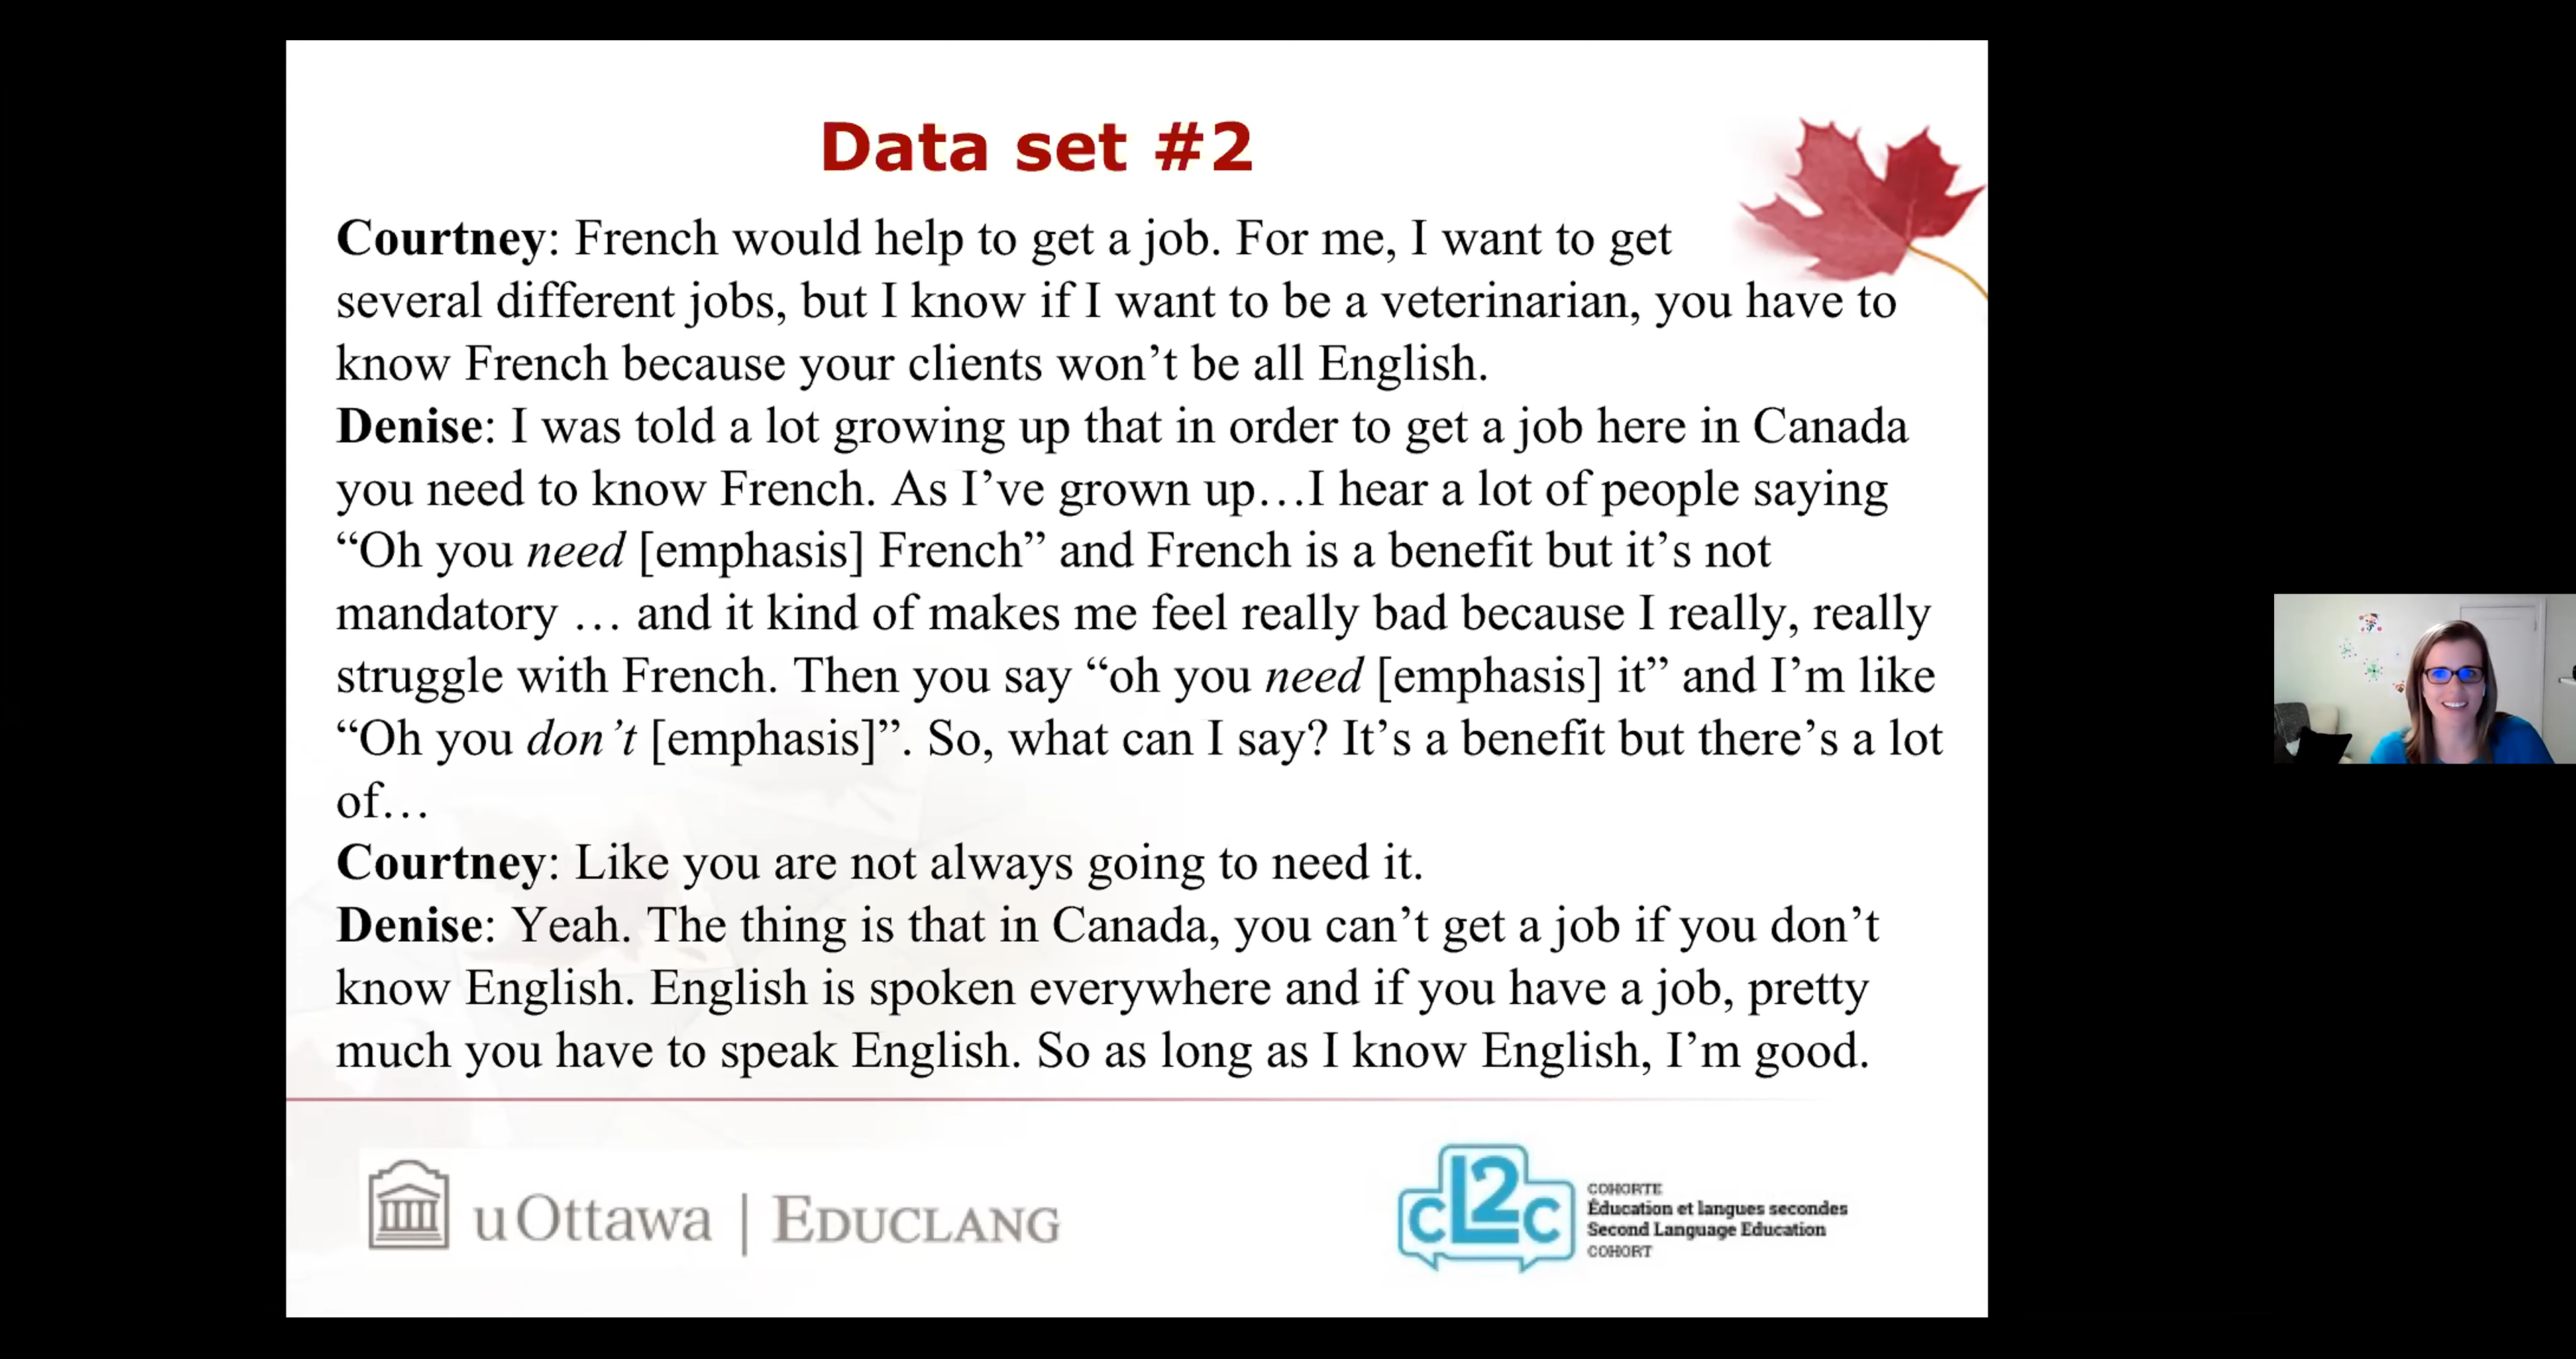 Data set #2
Courtney: French would help to get a job. For me, I want to get
several different jobs, but I know if I want to be a veterinarian, you have to
know French because your clients won’t be all English.
Denise: I was told a lot growing up that in order to get a job here in Canada
you need to know French. As I’ve grown up…I hear a lot of people saying
“Oh you need [emphasis] French” and French is a benefit but it’s not
mandatory … and it kind of makes me feel really bad because I really, really
struggle with French. Then you say “oh you need [emphasis] it” and I’m like
“Oh you don’t [emphasis]”. So, what can I say? It’s a benefit but there’s a lot
of…
Courtney: Like you are not always going to need it.
Denise: Yeah. The thing is that in Canada, you can’t get a job if you don’t
know English. English is spoken everywhere and if you have a job, pretty
much you have to speak English. So as long as I know English, I’m good.
uOttawa | EDUCLANG
cL2c
COHORTE
Éducation et langues secondes
Second Language Education
COHORT